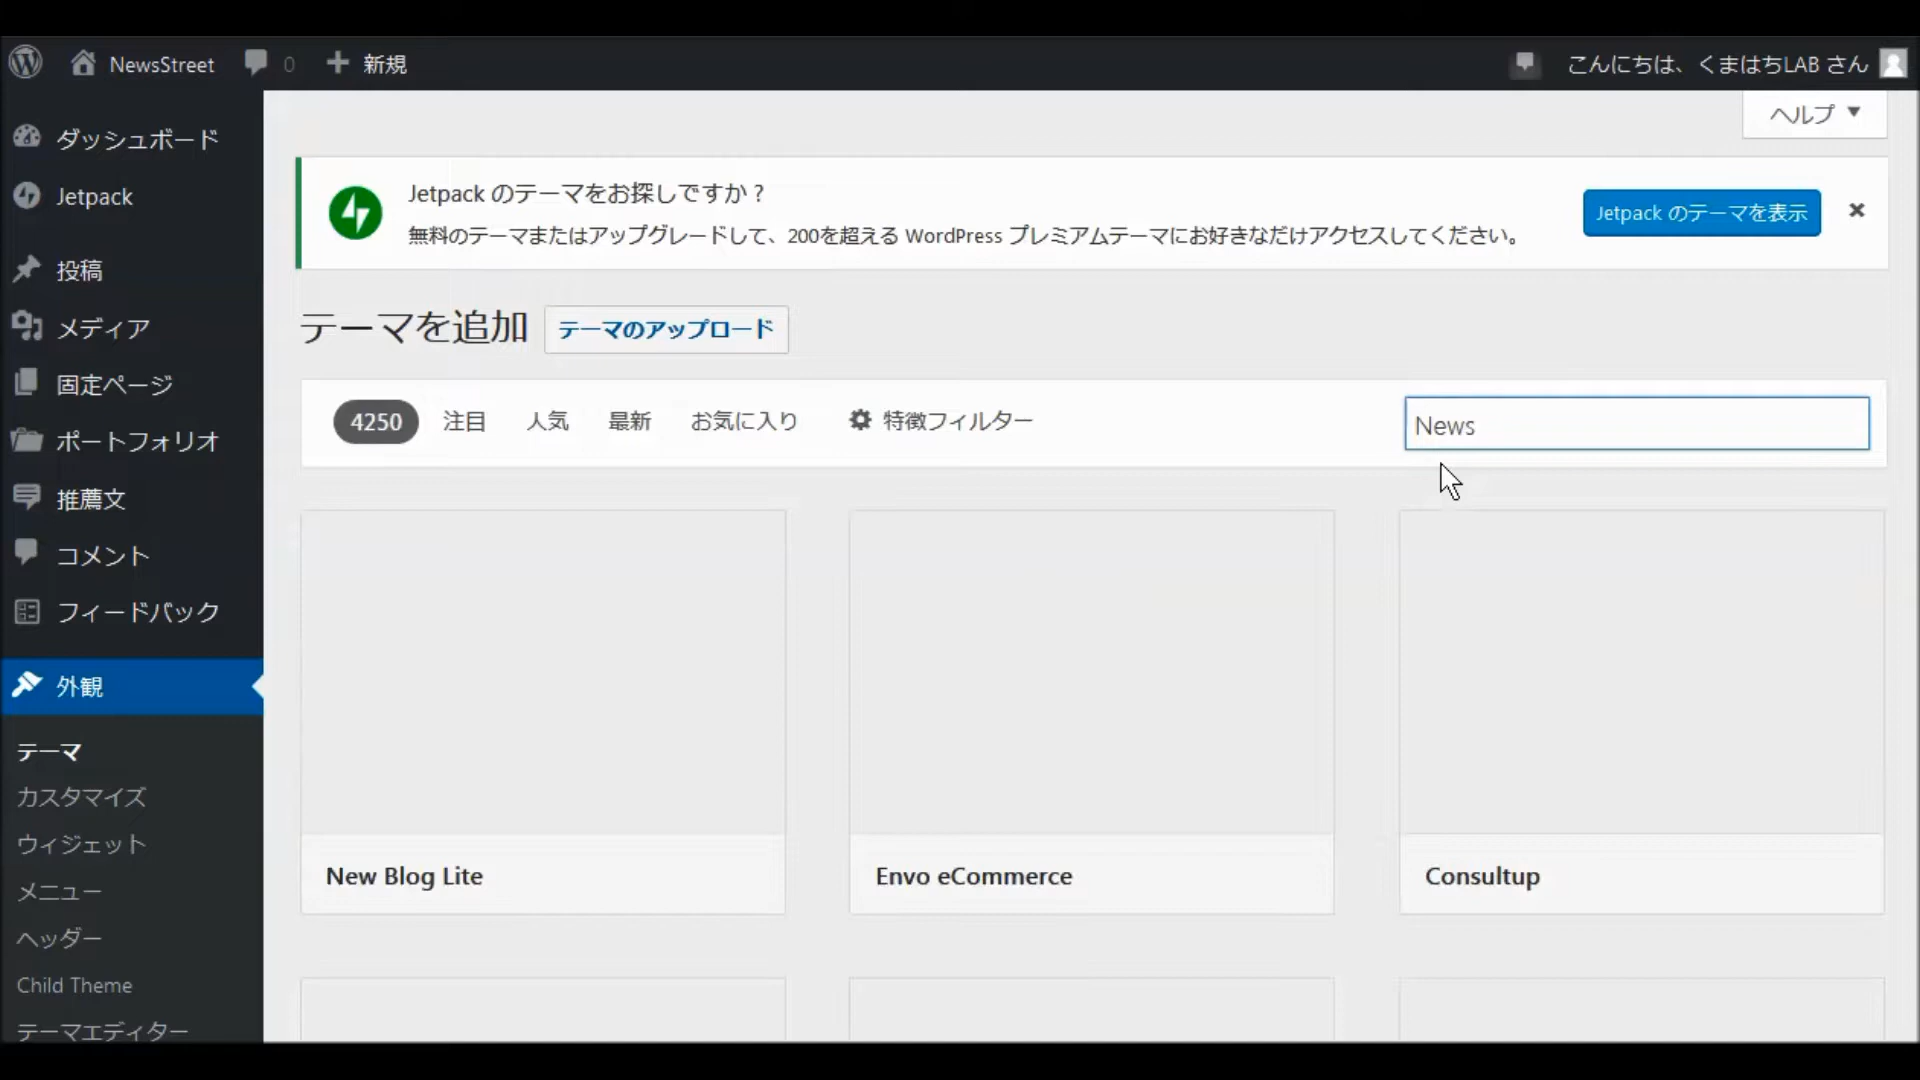 NewsStreet 0 新規 こんにちは、くまはちLAB さん
ヘルプ
ダッシュボード
Jetpack
投稿
メディア
固定ページ
ポートフォリオ
推薦文
コメント
フィードバック
外観
テーマ
カスタマイズ
ウィジェット
メニュー
ヘッダー
Child Theme
テーマエディター
Jetpack のテーマをお探しですか ?
無料のテーマまたはアップグレードして、200を超える WordPress プレミアムテーマにお好きなだけアクセスしてください。
Jetpack のテーマを表示
テーマを追加 テーマのアップロード
4250 注目 人気 最新 お気に入り 特徴フィルター News
New Blog Lite Envo eCommerce Consultup